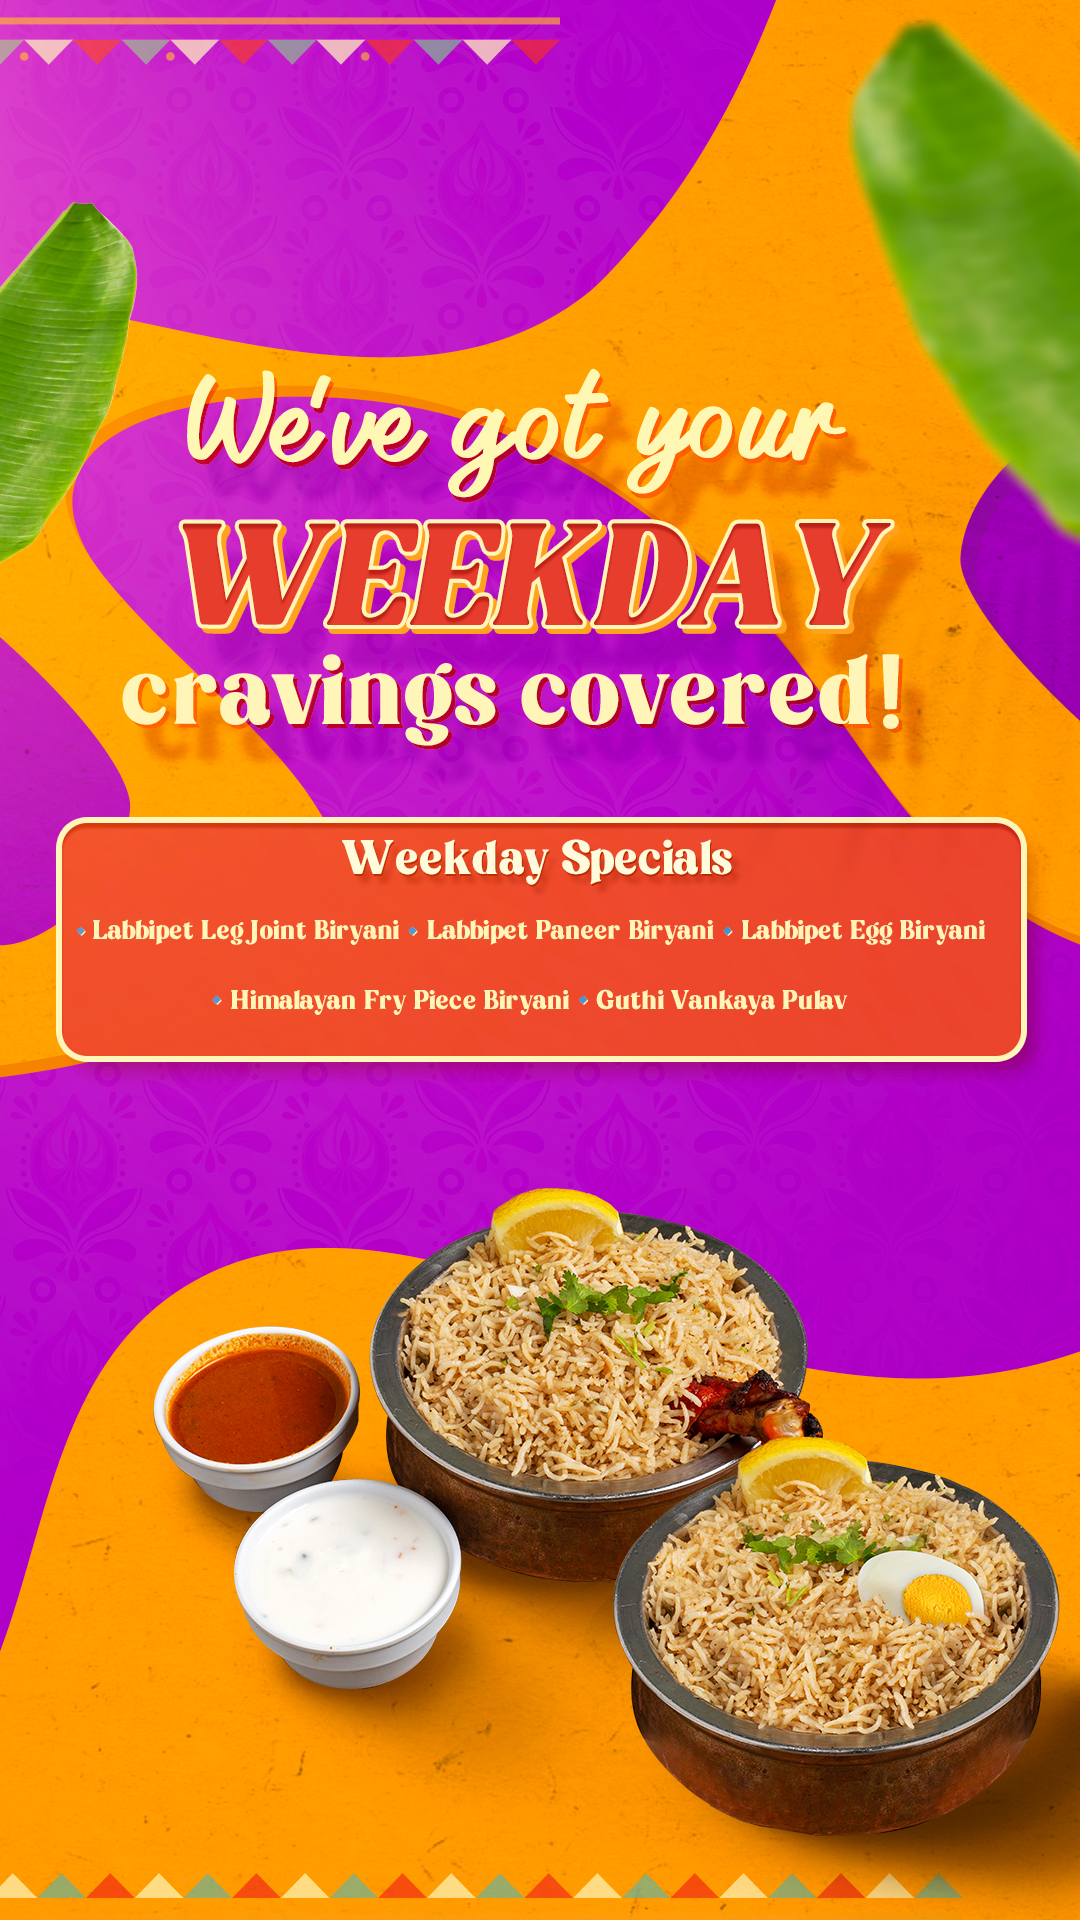 We've got your
WEEKDAY
cravings covered!
Weekday Specials
• Labbipet Leg Joint Biryani • Labbipet Paneer Biryani • Labbipet Egg Biryani
• Himalayan Fry Piece Biryani • Guthi Vankaya Pulav